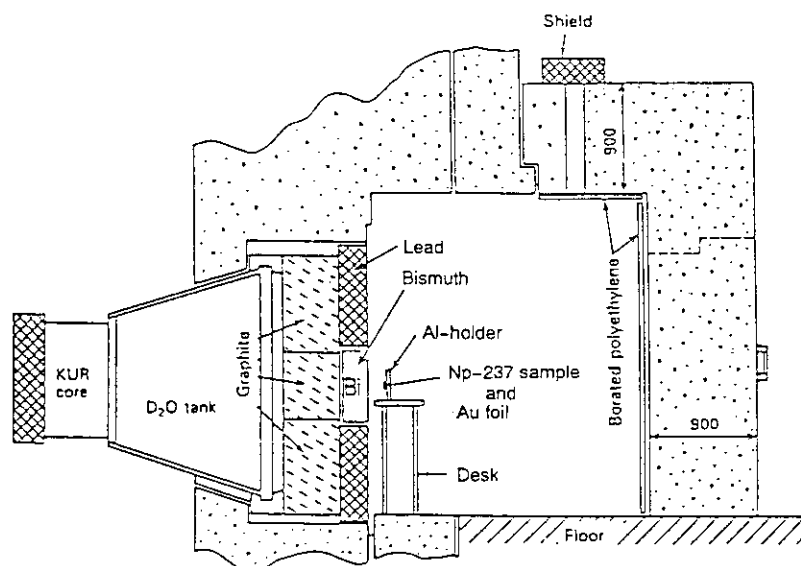 Shield
900
Lead
Bismuth
Al-holder
Np-237 sample
and
Au foil
Graphite
KUR
core
D₂O tank
Borated polyethylene
900
Desk
Floor